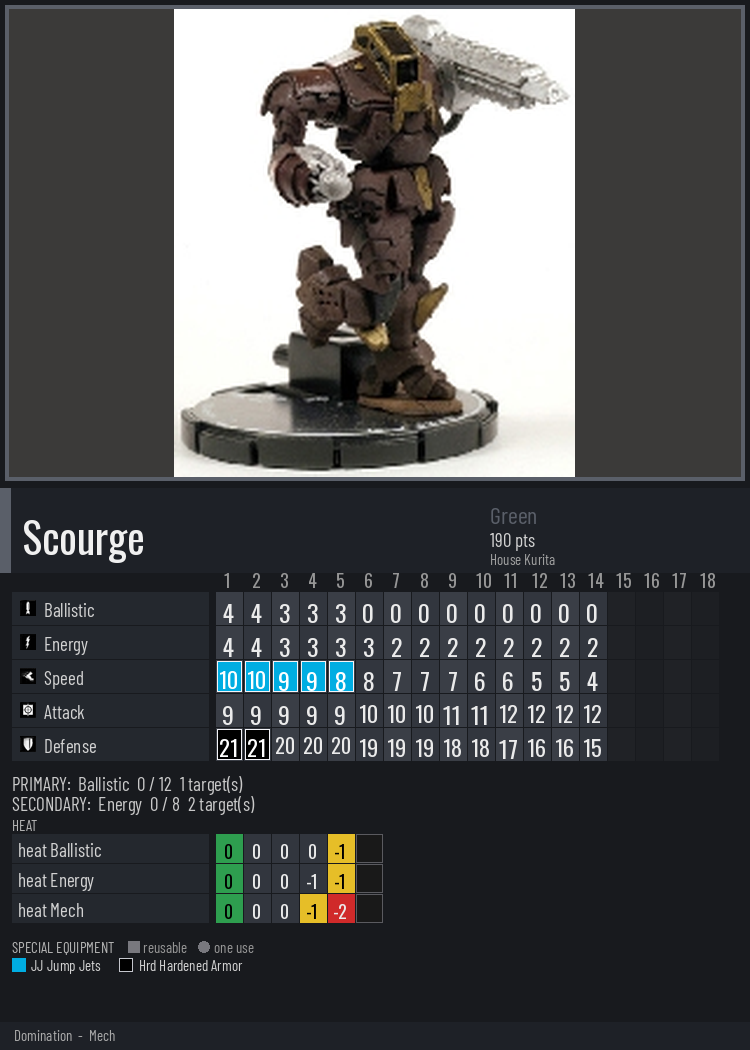 Scourge
Green
190 pts
House Kurita
1 2 3 4 5 6 7 8 9 10 11 12 13 14 15 16 17 18
Ballistic 4 4 3 3 3 0 0 0 0 0 0 0 0 0
Energy 4 4 3 3 3 3 2 2 2 2 2 2 2 2
Speed 10 10 9 9 8 8 7 7 7 6 6 5 5 4
Attack 9 9 9 9 9 10 10 10 11 11 12 12 12 12
Defense 21 21 20 20 20 19 19 19 18 18 17 16 16 15
PRIMARY: Ballistic 0 / 12 1 target(s)
SECONDARY: Energy 0 / 8 2 target(s)
HEAT
heat Ballistic 0 0 0 0 -1
heat Energy 0 0 0 -1 -1
heat Mech 0 0 0 -1 -2
SPECIAL EQUIPMENT reusable one use
JJ Jump Jets Hrd Hardened Armor
Domination - Mech